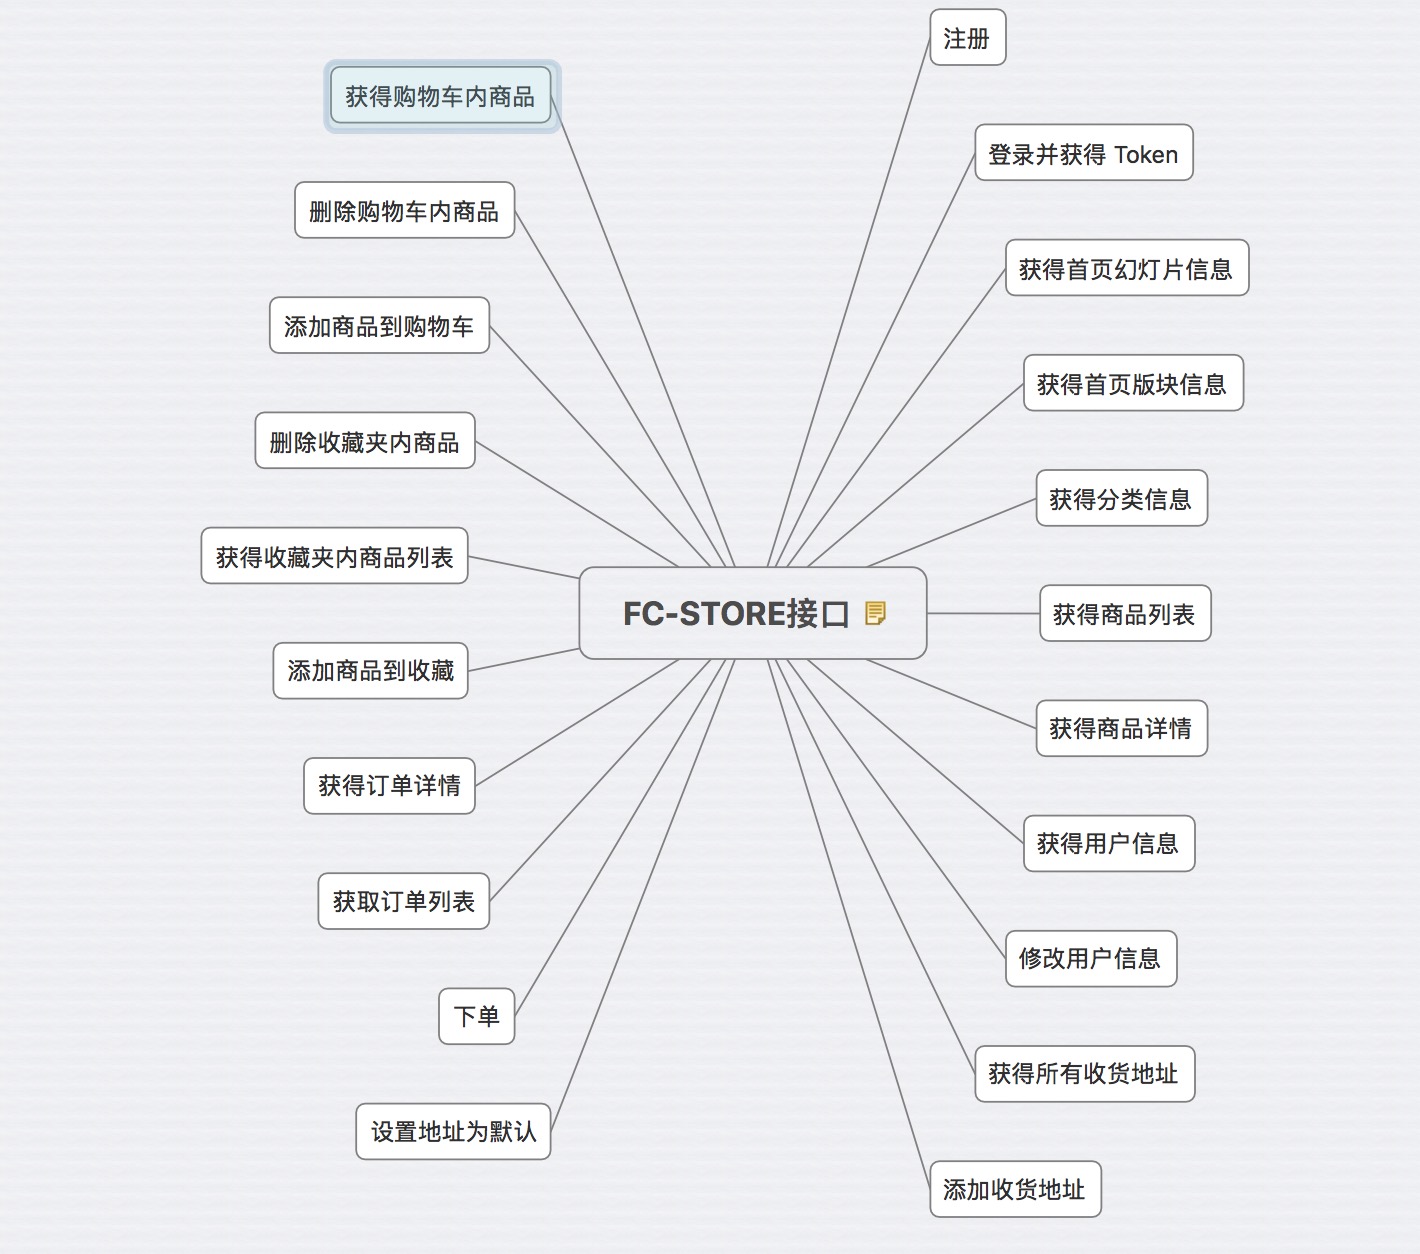 注册
登录并获得 Token
获得首页幻灯片信息
获得首页版块信息
获得分类信息
获得商品列表
获得商品详情
获得用户信息
修改用户信息
获得所有收货地址
添加收货地址
FC-STORE接口
获得购物车内商品
删除购物车内商品
添加商品到购物车
删除收藏夹内商品
获得收藏夹内商品列表
添加商品到收藏
获得订单详情
获取订单列表
下单
设置地址为默认